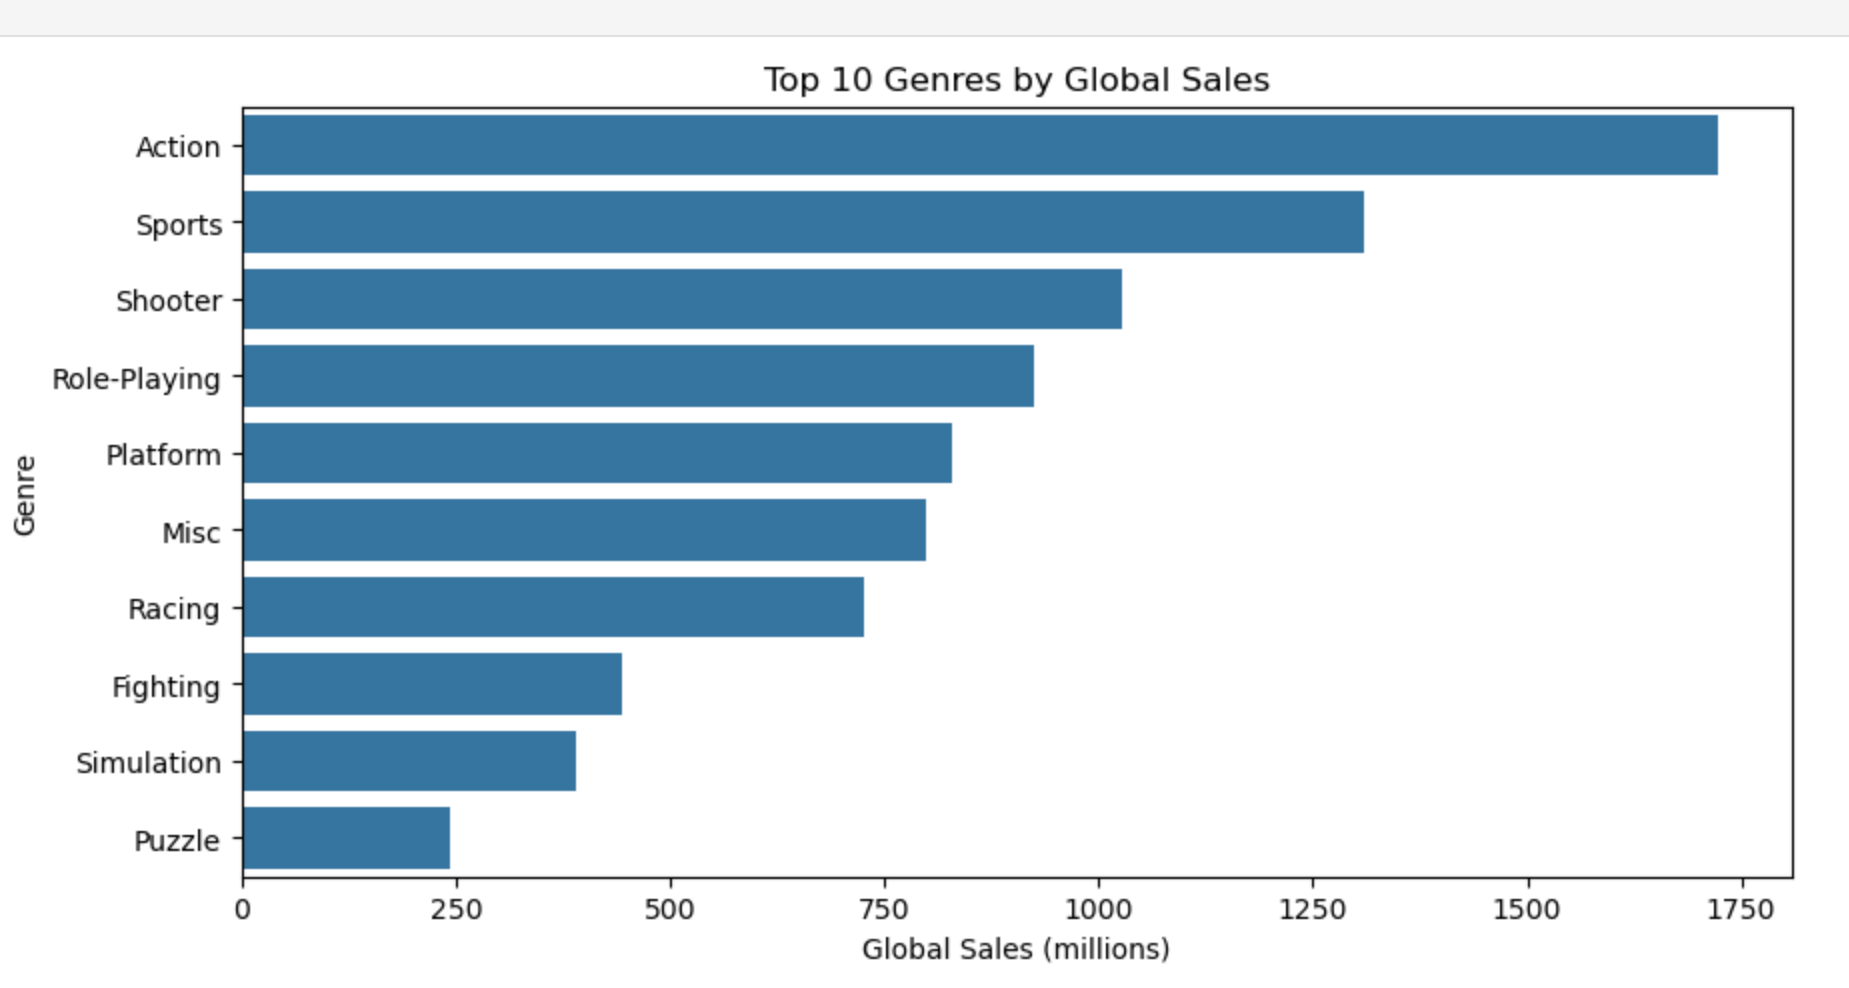 Top 10 Genres by Global Sales
Genre
Action
Sports
Shooter
Role-Playing
Platform
Misc
Racing
Fighting
Simulation
Puzzle
0 250 500 750 1000 1250 1500 1750
Global Sales (millions)